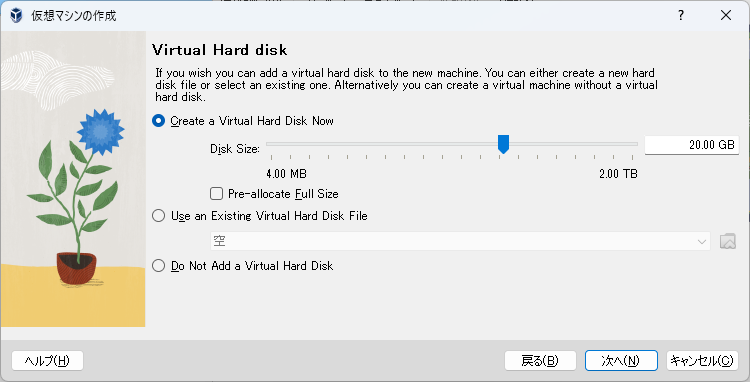 仮想マシンの作成
Virtual Hard disk
If you wish you can add a virtual hard disk to the new machine. You can either create a new hard
disk file or select an existing one. Alternatively you can create a virtual machine without a virtual
hard disk.
Create a Virtual Hard Disk Now
Disk Size:
20.00 GB
4.00 MB
2.00 TB
Pre-allocate Full Size
Use an Existing Virtual Hard Disk File
空
Do Not Add a Virtual Hard Disk
ヘルプ(H)
戻る(B)
次へ(N)
キャンセル(C)